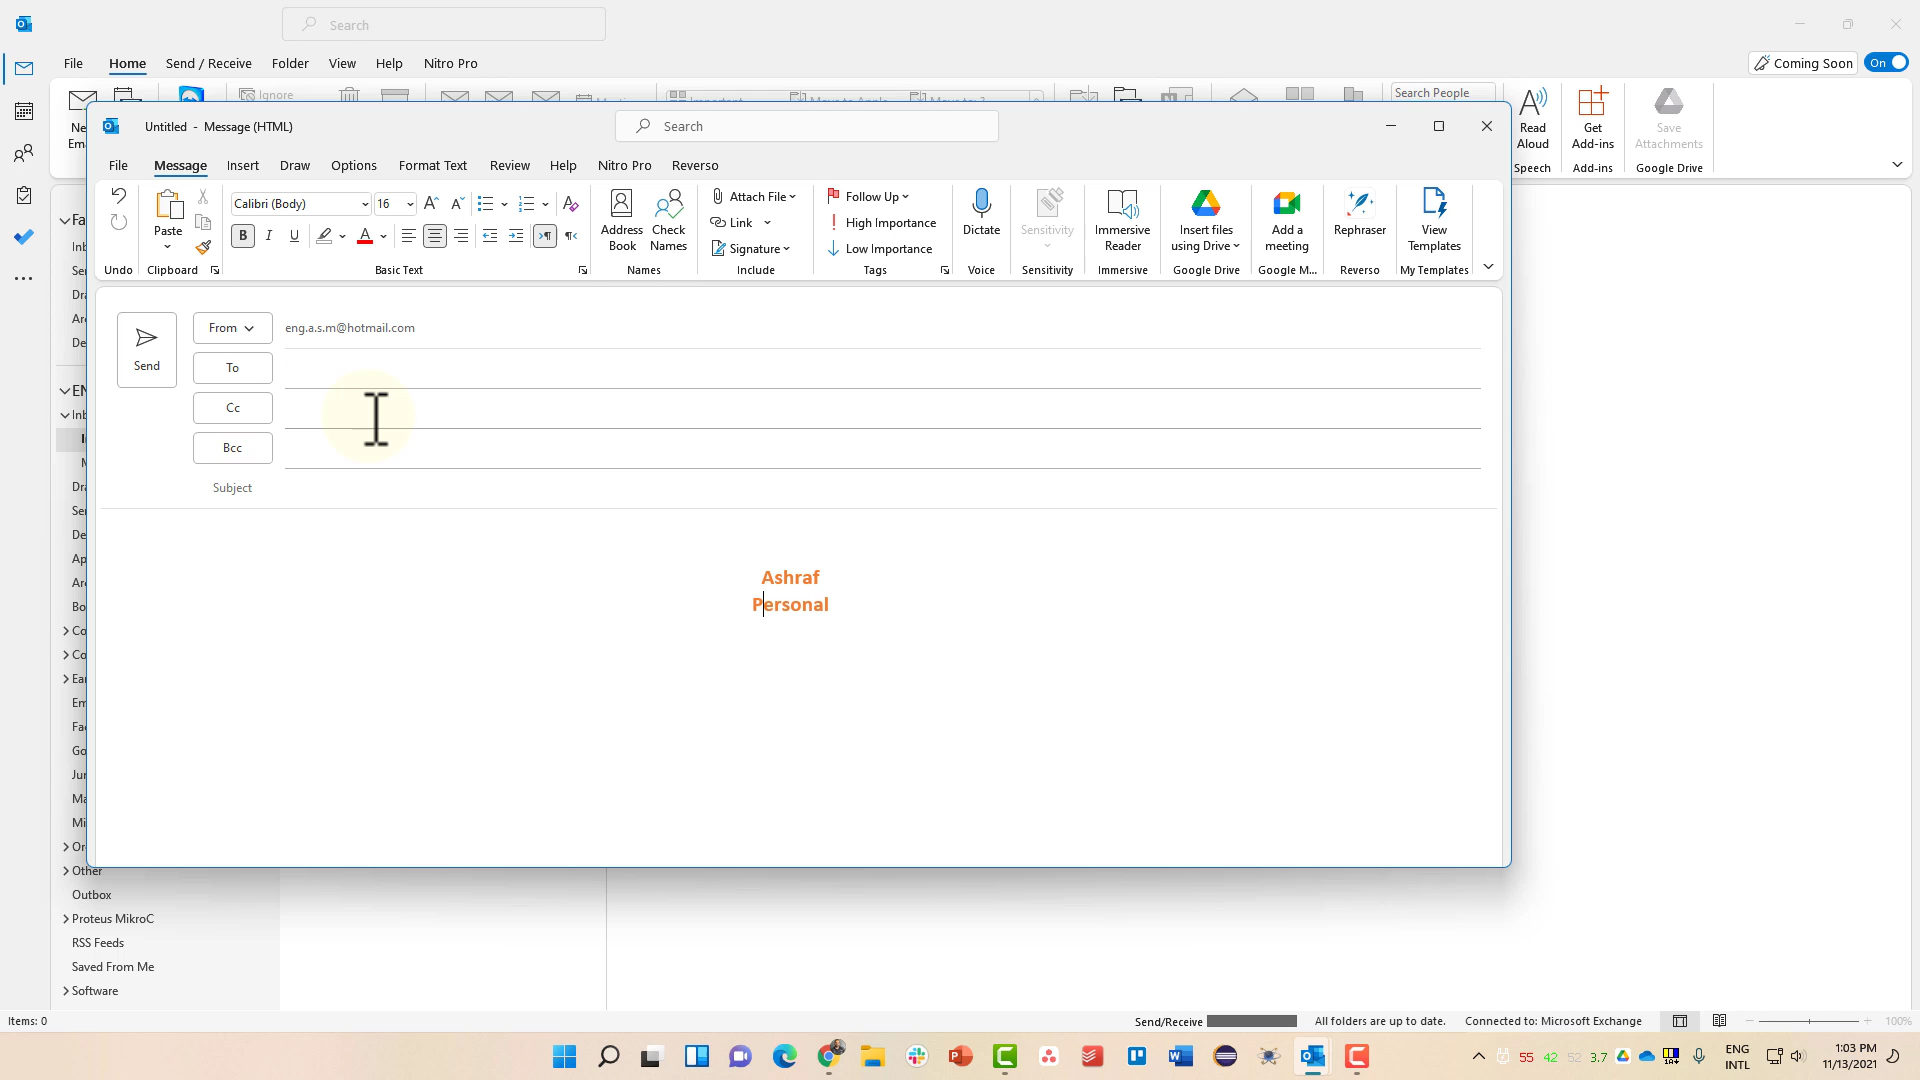 Search
File Home Send / Receive Folder View Help Nitro Pro
Coming Soon On
Ignore
Search People
Untitled - Message (HTML)
Search
Read Aloud
Get Add-ins
Save Attachments
Speech Add-ins Google Drive
File Message Insert Draw Options Format Text Review Help Nitro Pro Reverso
Paste
Calibri (Body) 16
B I U
Address Book
Check Names
Attach File
Link
Signature
Follow Up
High Importance
Low Importance
Dictate
Sensitivity
Immersive Reader
Insert files using Drive
Add a meeting
Rephraser
View Templates
Undo Clipboard Basic Text Names Include Tags Voice Sensitivity Immersive Google Drive Google M... Reverso My Templates
Send
From eng.a.s.m@hotmail.com
To
Cc
Bcc
Subject
Ashraf
Personal
Other
Outbox
Proteus MikroC
RSS Feeds
Saved From Me
Software
Items: 0
Send/Receive All folders are up to date. Connected to: Microsoft Exchange 100%
55 42 52 3.7
ENG
INTL
1:03 PM
11/13/2021